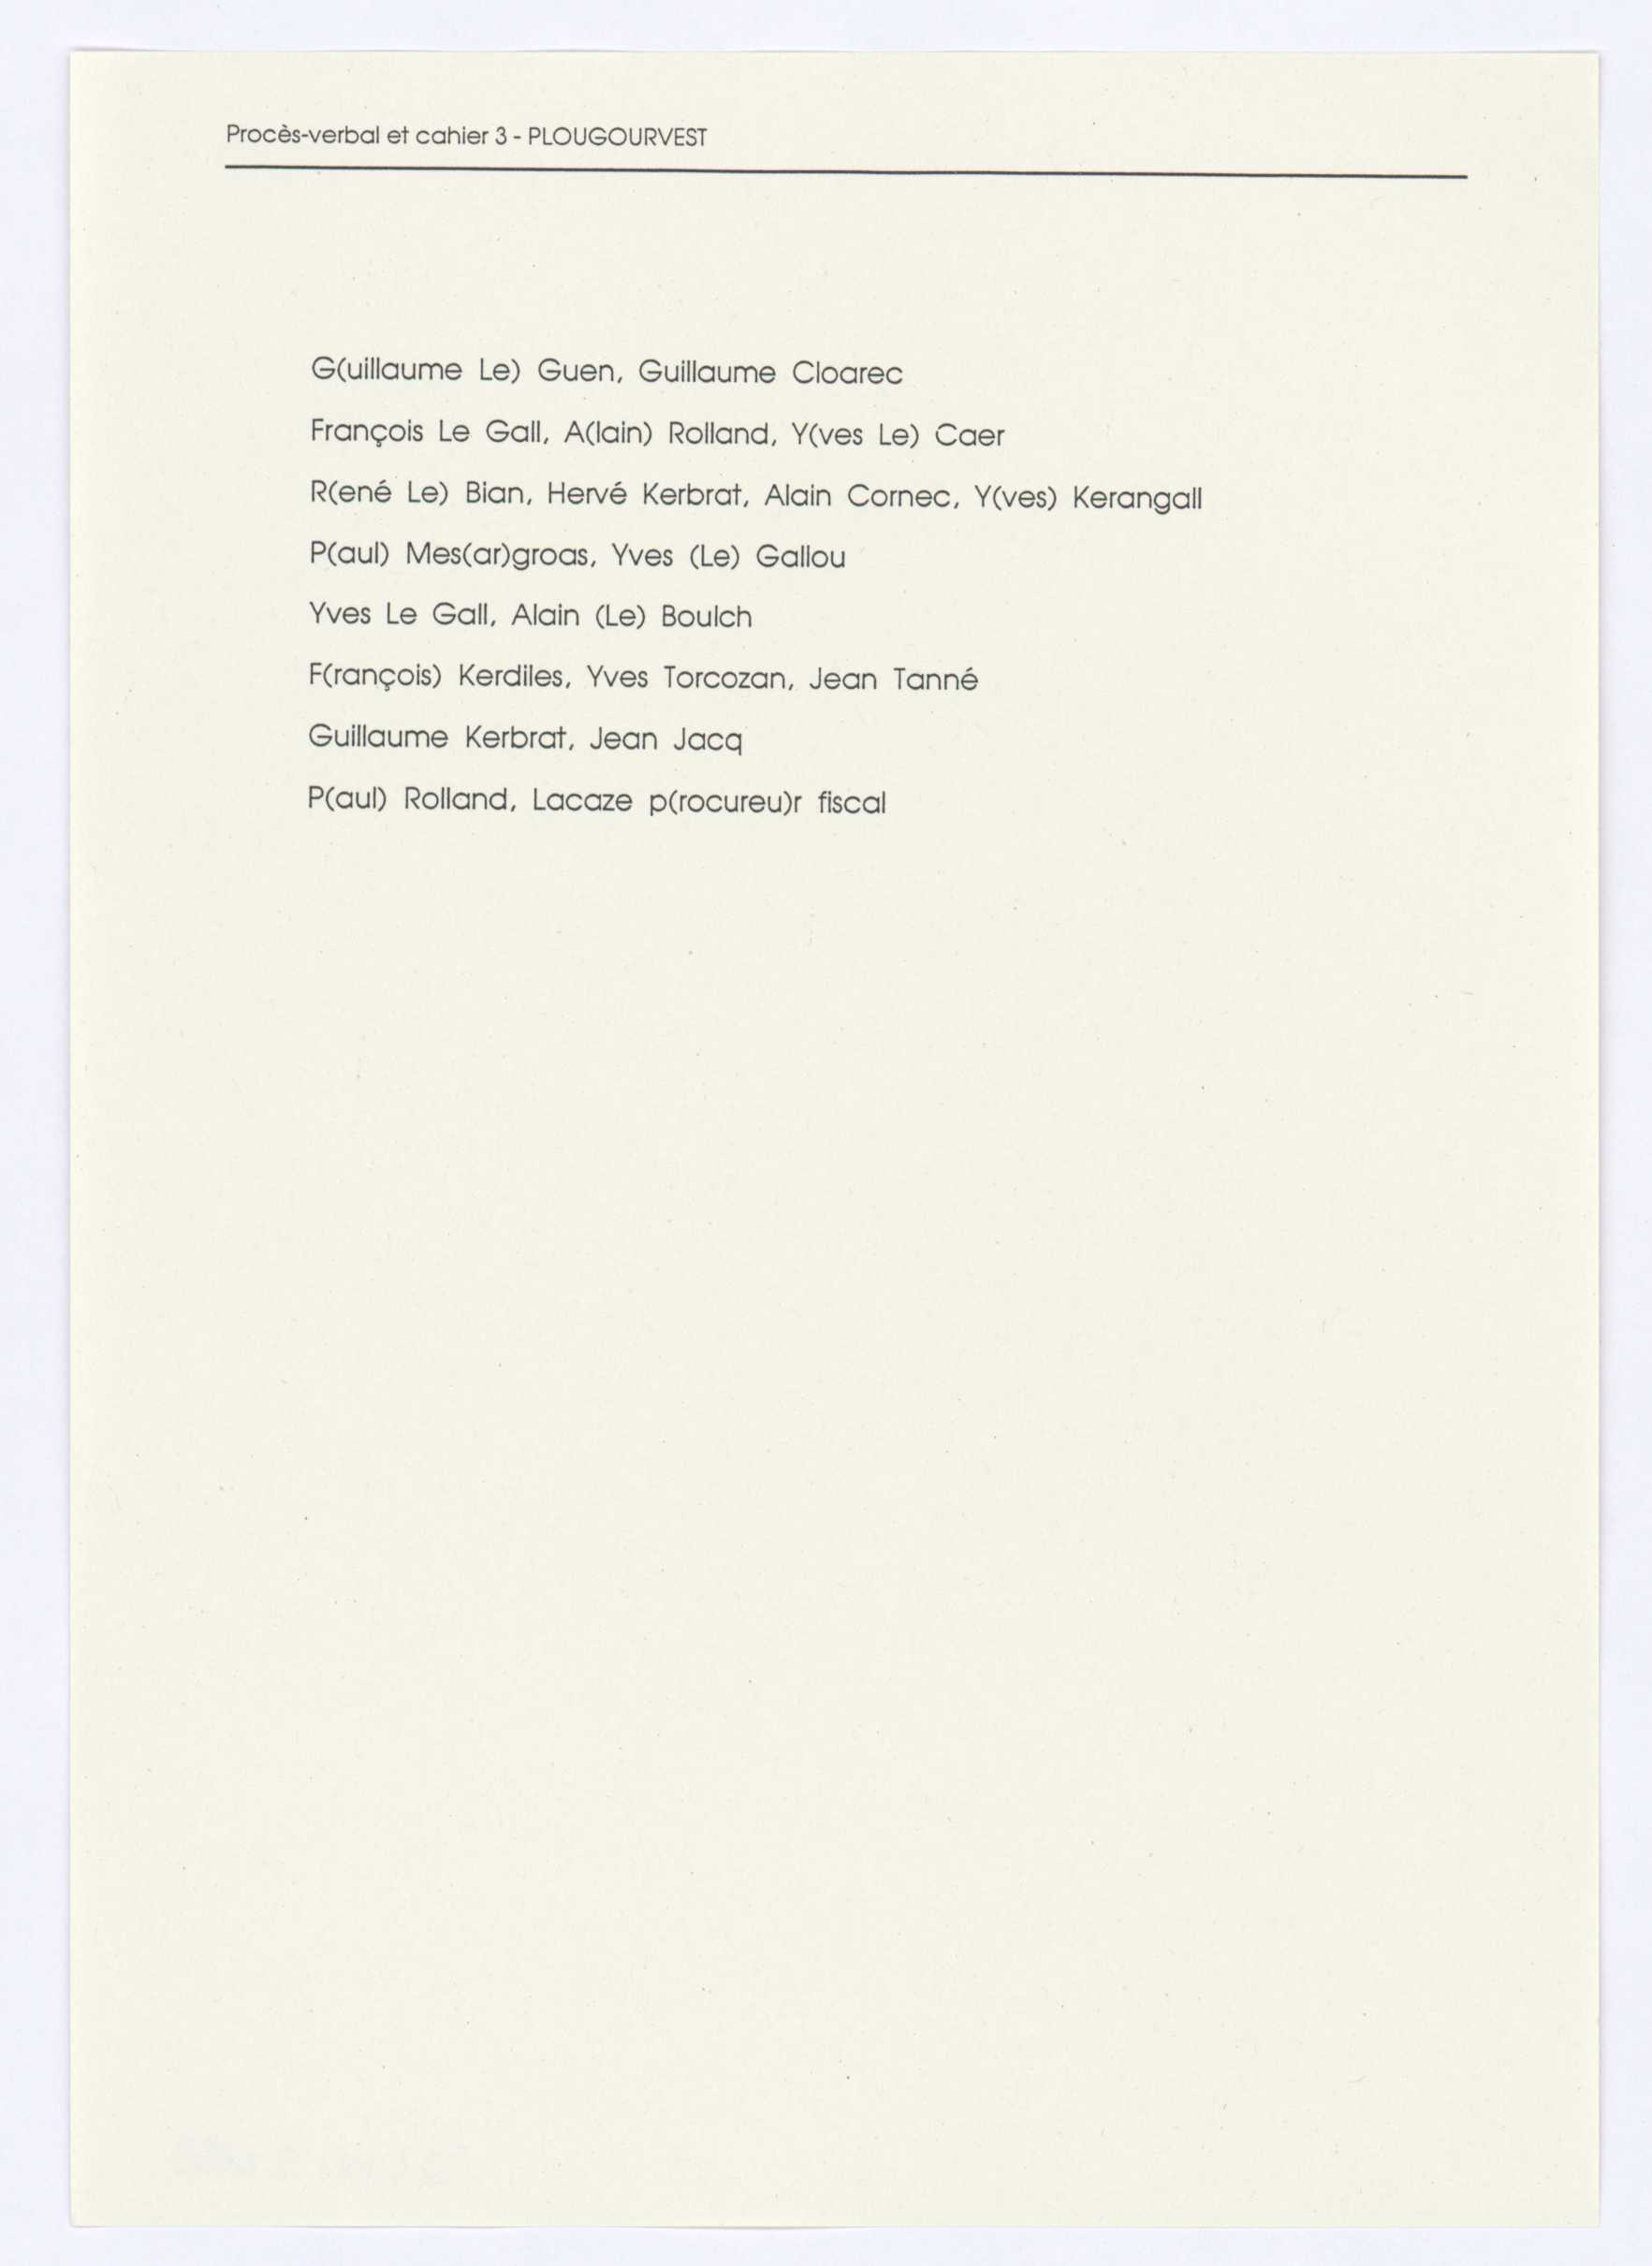 Procès-verbal et cahier 3 - PLOUGOURVEST
G(uillaume Le) Guen, Guillaume Cloarec
François Le Gall, A(lain) Rolland, Y(ves Le) Caer
R(ené Le) Bian, Hervé Kerbrat, Alain Cornec, Y(ves) Kerangall
P(aul) Mes(ar)groas, Yves (Le) Gallou
Yves Le Gall, Alain (Le) Boulch
F(rançois) Kerdiles, Yves Torcozan, Jean Tanné
Guillaume Kerbrat, Jean Jacq
P(aul) Rolland, Lacaze p(rocureu)r fiscal